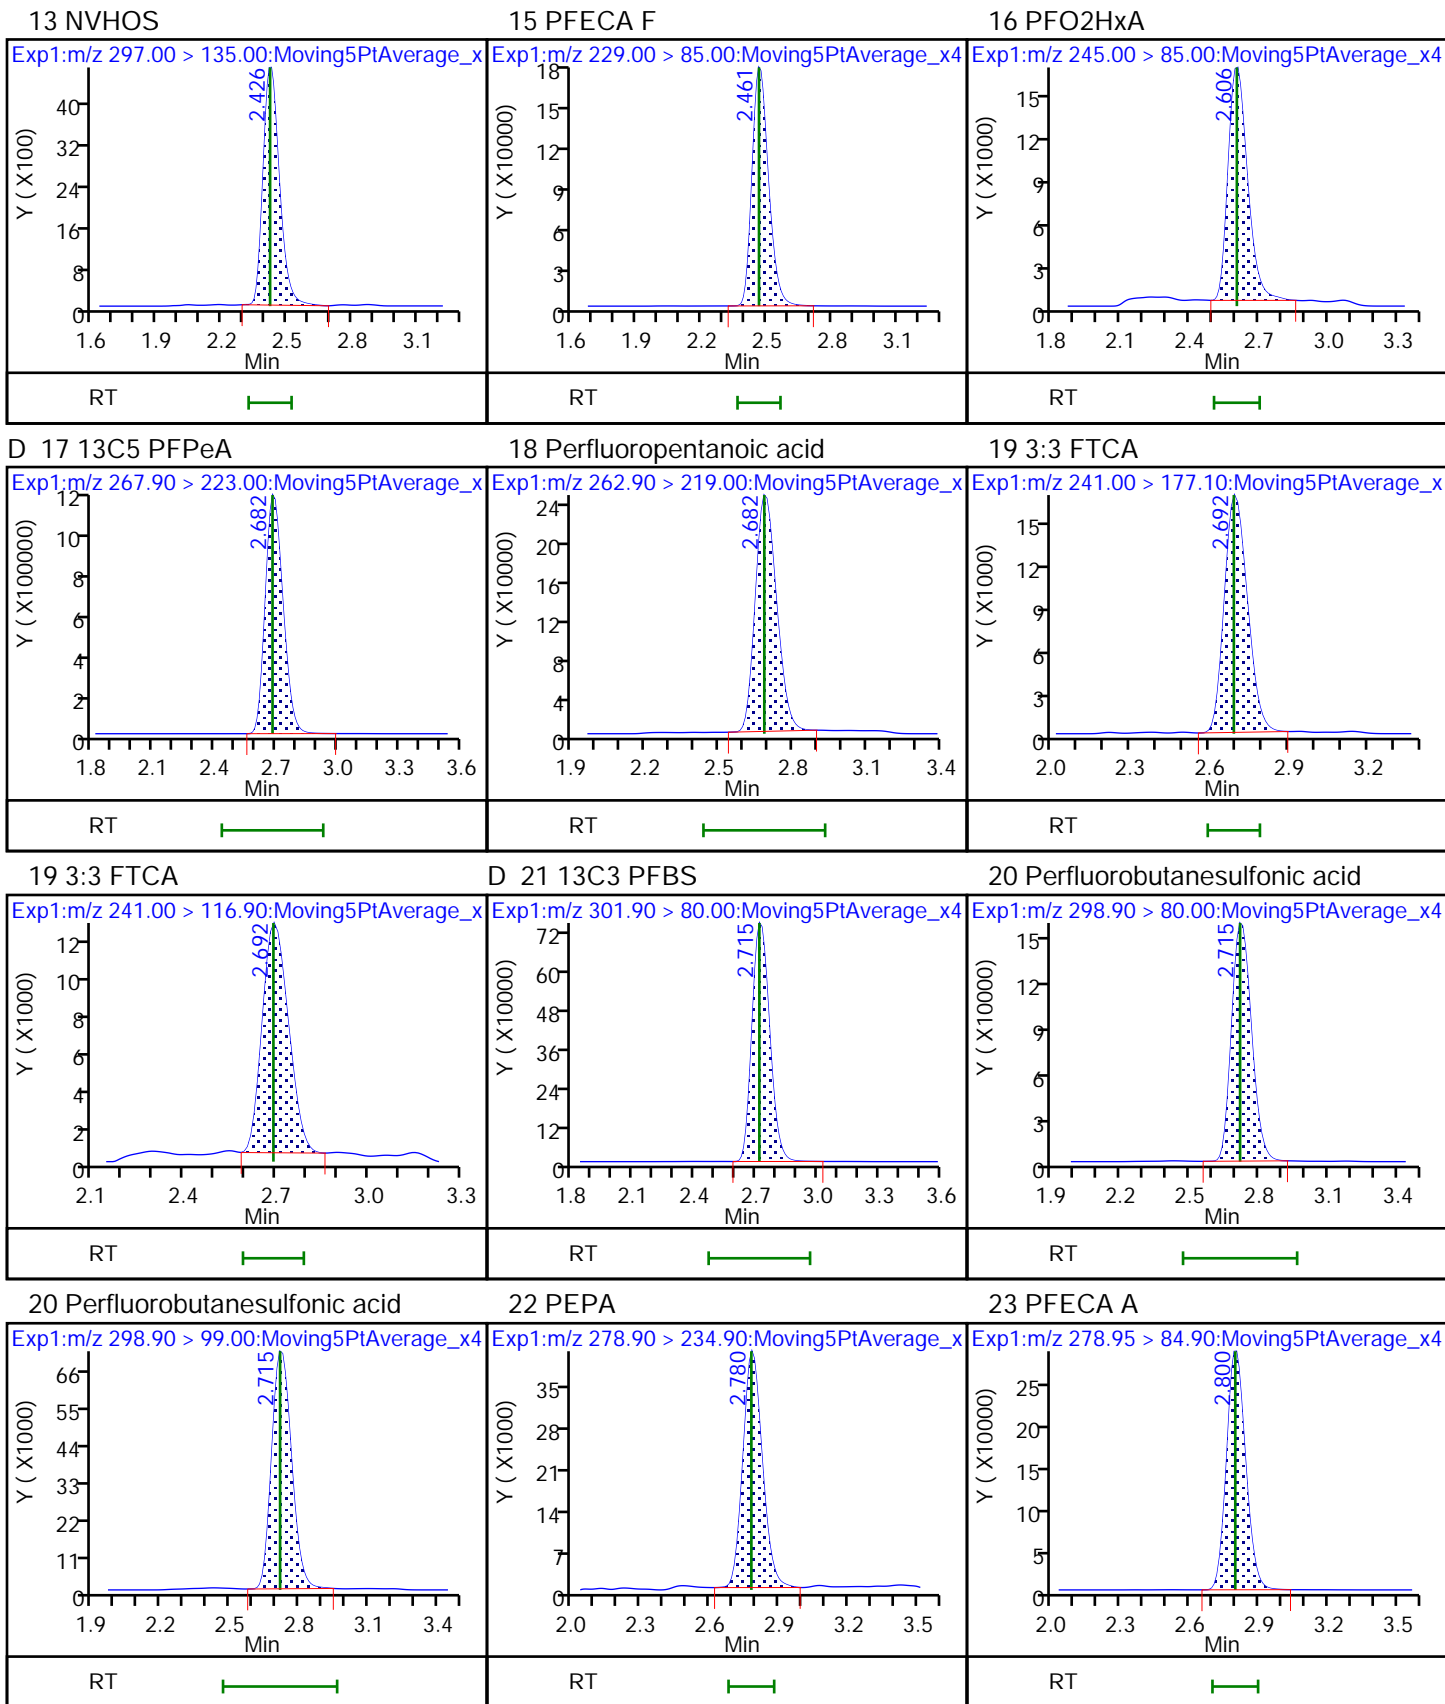 13 NVHOS
Exp1:m/z 297.00 > 135.00:Moving5PtAverage_x
2.426
Y ( X100)
40
32
24
16
8
0
1.6 1.9 2.2 2.5 2.8 3.1
Min
RT
15 PFECA F
Exp1:m/z 229.00 > 85.00:Moving5PtAverage_x4
2.461
Y ( X10000)
18
15
12
9
6
3
0
1.6 1.9 2.2 2.5 2.8 3.1
Min
RT
16 PFO2HxA
Exp1:m/z 245.00 > 85.00:Moving5PtAverage_x4
2.606
Y ( X1000)
15
12
9
6
3
0
1.8 2.1 2.4 2.7 3.0 3.3
Min
RT
D 17 13C5 PFPeA
Exp1:m/z 267.90 > 223.00:Moving5PtAverage_x
2.682
Y ( X100000)
12
10
8
6
4
2
0
1.8 2.1 2.4 2.7 3.0 3.3 3.6
Min
RT
18 Perfluoropentanoic acid
Exp1:m/z 262.90 > 219.00:Moving5PtAverage_x
2.682
Y ( X10000)
24
20
16
12
8
4
0
1.9 2.2 2.5 2.8 3.1 3.4
Min
RT
19 3:3 FTCA
Exp1:m/z 241.00 > 177.10:Moving5PtAverage_x
2.692
Y ( X1000)
15
12
9
6
3
0
2.0 2.3 2.6 2.9 3.2
Min
RT
19 3:3 FTCA
Exp1:m/z 241.00 > 116.90:Moving5PtAverage_x
2.692
Y ( X1000)
12
10
8
6
4
2
0
2.1 2.4 2.7 3.0 3.3
Min
RT
D 21 13C3 PFBS
Exp1:m/z 301.90 > 80.00:Moving5PtAverage_x4
2.715
Y ( X10000)
72
60
48
36
24
12
0
1.8 2.1 2.4 2.7 3.0 3.3 3.6
Min
RT
20 Perfluorobutanesulfonic acid
Exp1:m/z 298.90 > 80.00:Moving5PtAverage_x4
2.715
Y ( X10000)
15
12
9
6
3
0
1.9 2.2 2.5 2.8 3.1 3.4
Min
RT
20 Perfluorobutanesulfonic acid
Exp1:m/z 298.90 > 99.00:Moving5PtAverage_x4
2.715
Y ( X1000)
66
55
44
33
22
11
0
1.9 2.2 2.5 2.8 3.1 3.4
Min
RT
22 PEPA
Exp1:m/z 278.90 > 234.90:Moving5PtAverage_x
2.780
Y ( X1000)
35
28
21
14
7
0
2.0 2.3 2.6 2.9 3.2 3.5
Min
RT
23 PFECA A
Exp1:m/z 278.95 > 84.90:Moving5PtAverage_x4
2.800
Y ( X10000)
25
20
15
10
5
0
2.0 2.3 2.6 2.9 3.2 3.5
Min
RT